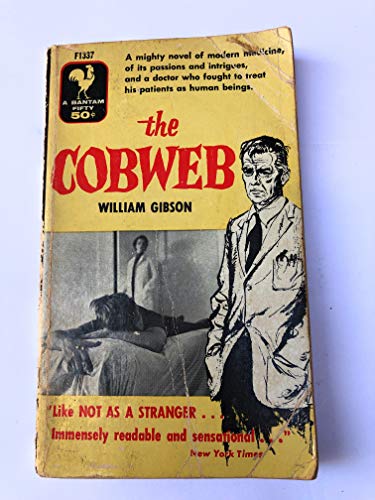 F1337
A BANTAM
FIFTY
50¢
A mighty novel of modern medicine,
of its passions and intrigues,
and a doctor who fought to treat
his patients as human beings.
the
COBWEB
WILLIAM GIBSON
"Like NOT AS A STRANGER . . .
Immensely readable and sensational . . ."
New York Times